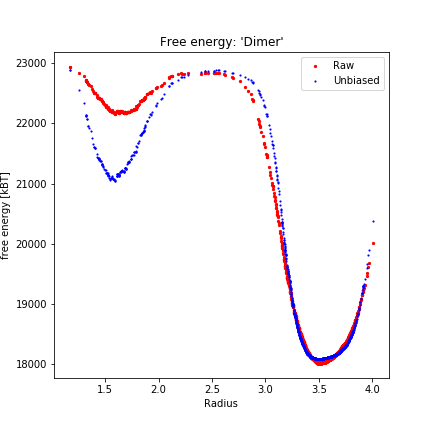 Free energy: 'Dimer'
Raw
Unbiased
23000
22000
21000
20000
19000
18000
free energy [kBT]
1.5 2.0 2.5 3.0 3.5 4.0
Radius